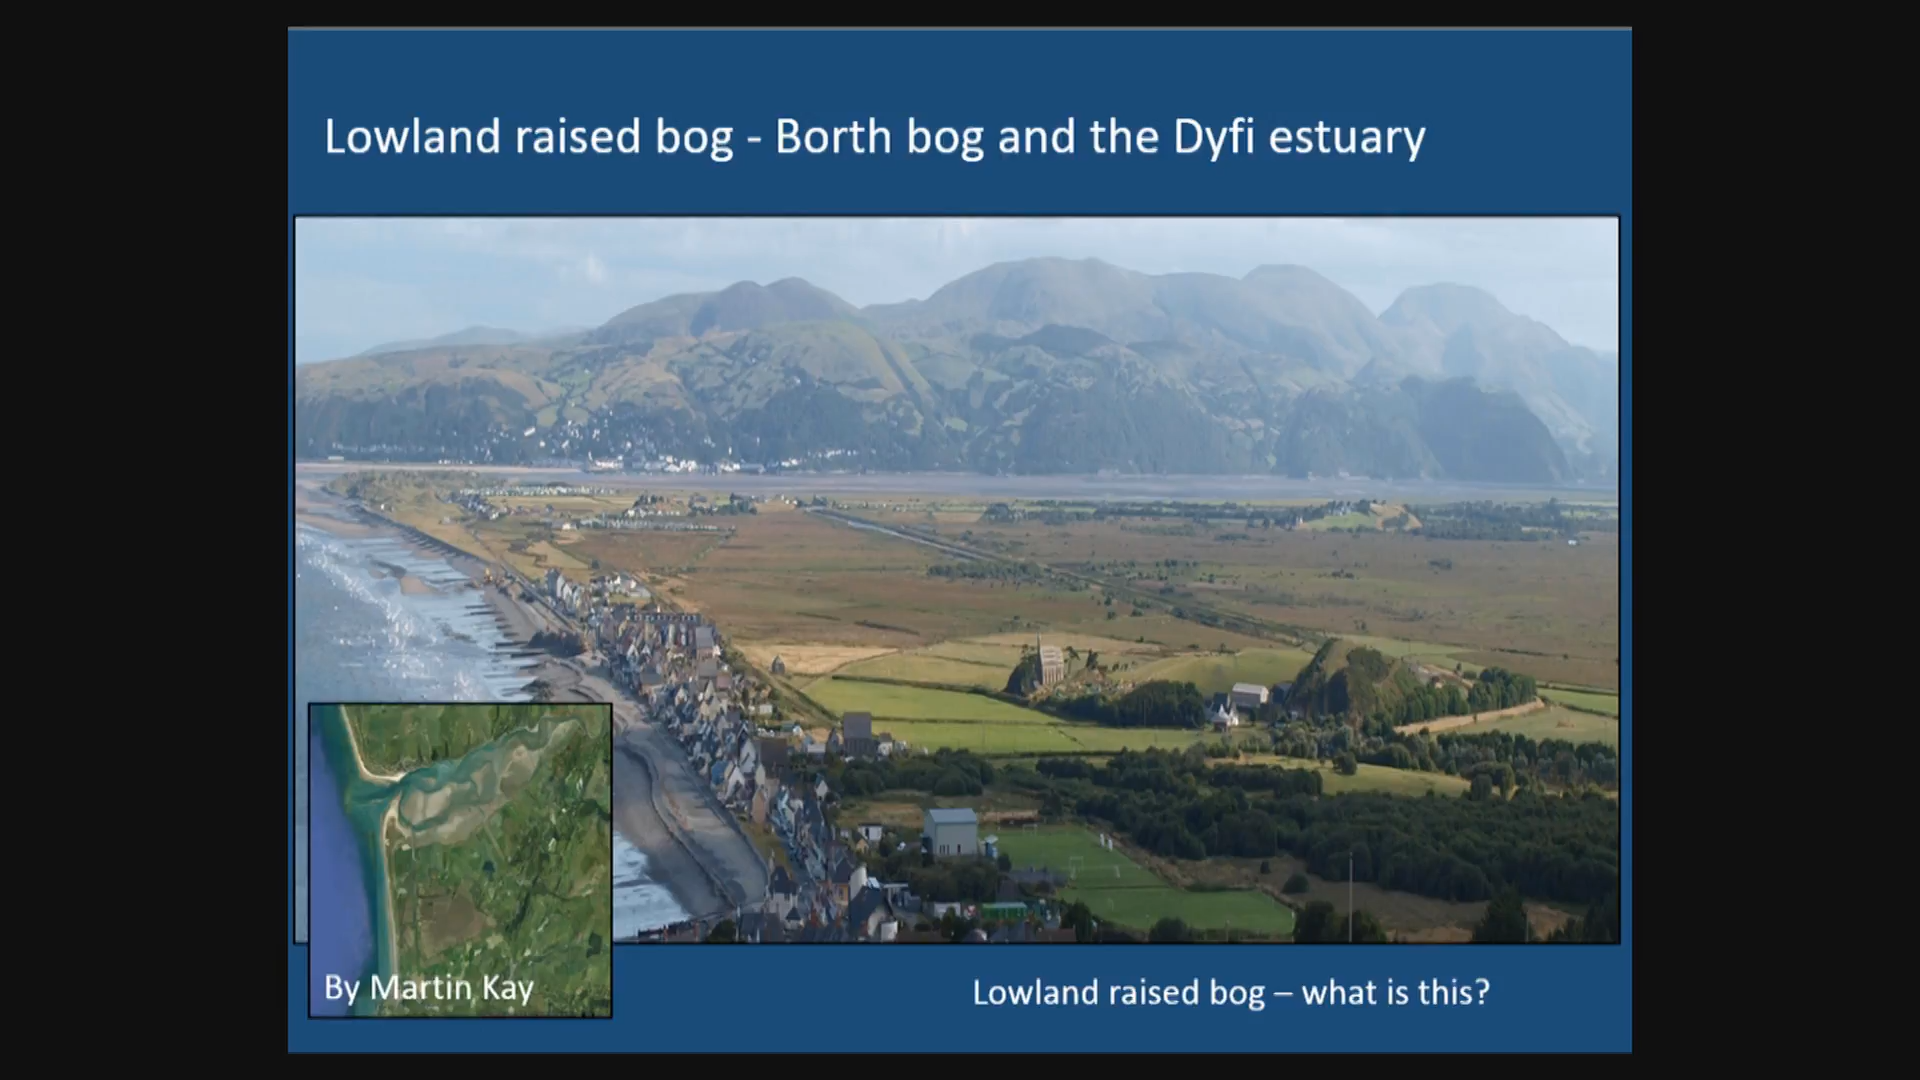 Lowland raised bog - Borth bog and the Dyfi estuary
By Martin Kay
Lowland raised bog – what is this?